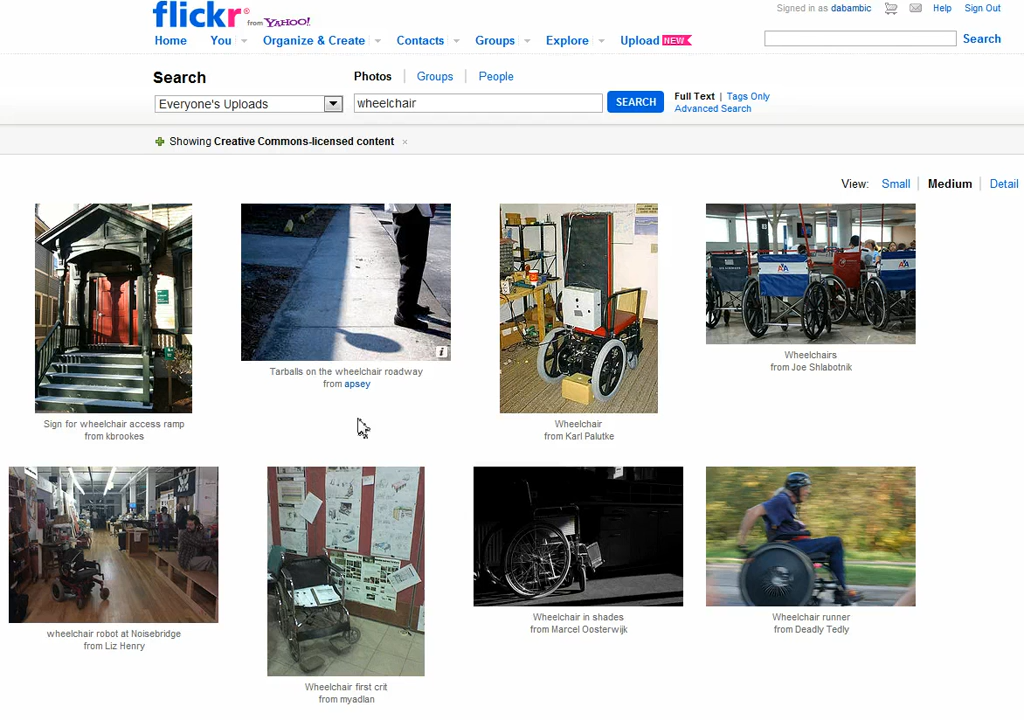 flickr® from YAHOO!
Signed in as dabambic Help Sign Out
Home You Organize & Create Contacts Groups Explore Upload NEW Search
Search Photos Groups People
Everyone's Uploads wheelchair SEARCH Full Text | Tags Only
Advanced Search
Showing Creative Commons-licensed content ×
View: Small Medium Detail
Sign for wheelchair access ramp
from kbrookes
Tarballs on the wheelchair roadway
from apsey
Wheelchair
from Karl Palutke
Wheelchairs
from Joe Shlabotnik
wheelchair robot at Noisebridge
from Liz Henry
Wheelchair first crit
from myadlan
Wheelchair in shades
from Marcel Oosterwijk
Wheelchair runner
from Deadly Tedly